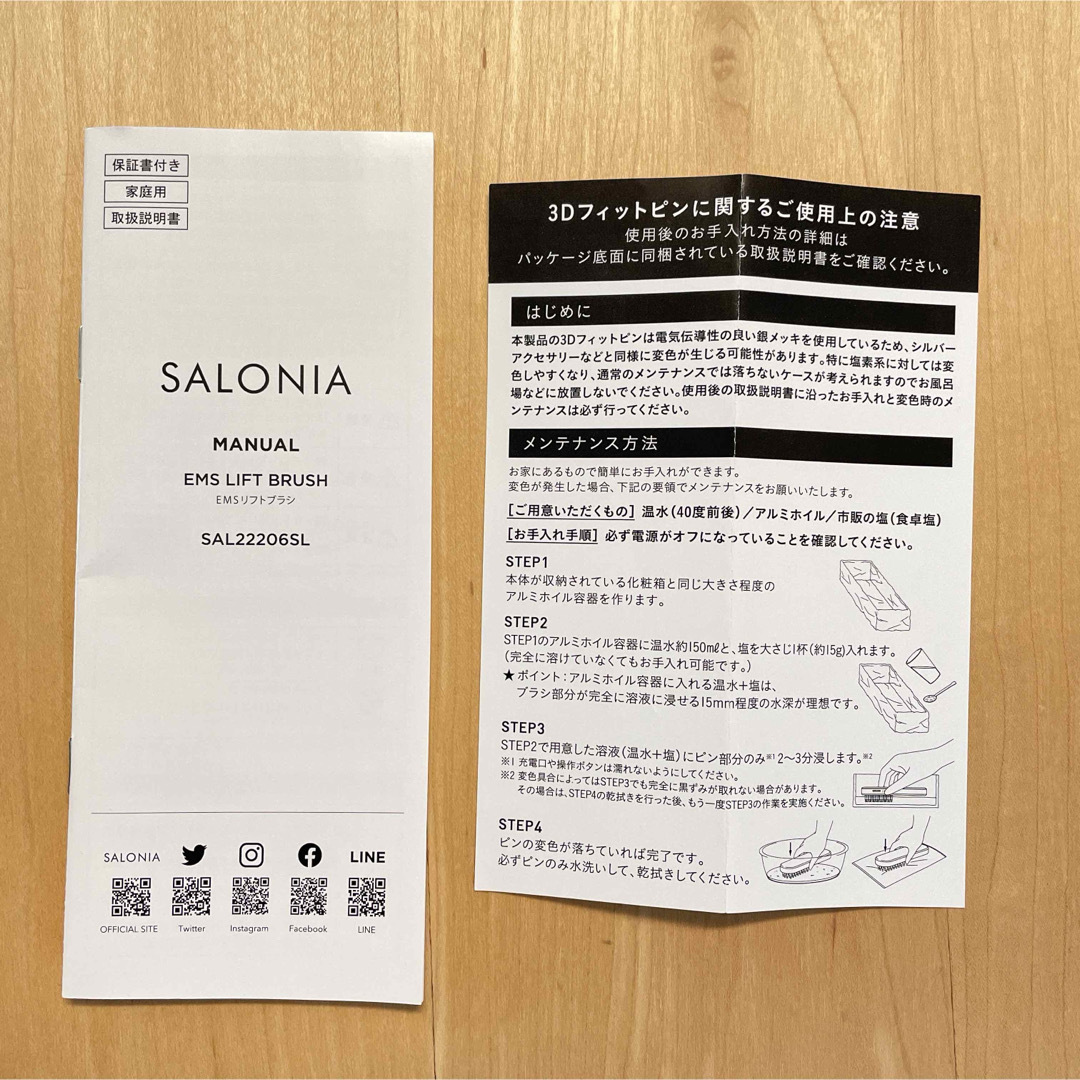 保証書付き
家庭用
取扱説明書
SALONIA
MANUAL
EMS LIFT BRUSH
EMSリフトブラシ
SAL22206SL
SALONIA
LINE
OFFICIAL SITE
Twitter
Instagram
Facebook
LINE
3Dフィットピンに関するご使用上の注意
使用後のお手入れ方法の詳細は
パッケージ底面に同梱されている取扱説明書をご確認ください。
はじめに
本製品の3Dフィットピンは電気伝導性の良い銀メッキを使用しているため、シルバー
アクセサリーなどと同様に変色が生じる可能性があります。特に塩素系に対しては変
色しやすくなり、通常のメンテナンスでは落ちないケースが考えられますのでお風呂
場などに放置しないでください。使用後の取扱説明書に沿ったお手入れと変色時のメ
ンテナンスは必ず行ってください。
メンテナンス方法
お家にあるもので簡単にお手入れができます。
変色が発生した場合、下記の要領でメンテナンスをお願いいたします。
[ご用意いただくもの] 温水(40度前後)/アルミホイル/市販の塩(食卓塩)
[お手入れ手順] 必ず電源がオフになっていることを確認してください。
STEP1
本体が収納されている化粧箱と同じ大きさ程度の
アルミホイル容器を作ります。
STEP2
STEP1のアルミホイル容器に温水約150mℓと、塩を大さじ1杯(約15g)入れます。
(完全に溶けていなくてもお手入れ可能です。)
★ポイント:アルミホイル容器に入れる温水+塩は、
ブラシ部分が完全に溶液に浸せる15mm程度の水深が理想です。
STEP3
STEP2で用意した溶液(温水+塩)にピン部分のみ※1 2〜3分浸します。※2
※1 充電口や操作ボタンは濡れないようにしてください。
※2 変色具合によってはSTEP3でも完全に黒ずみが取れない場合があります。
その場合は、STEP4の乾拭きを行った後、もう一度STEP3の作業を実施ください。
STEP4
ピンの変色が落ちていれば完了です。
必ずピンのみ水洗いして、乾拭きしてください。